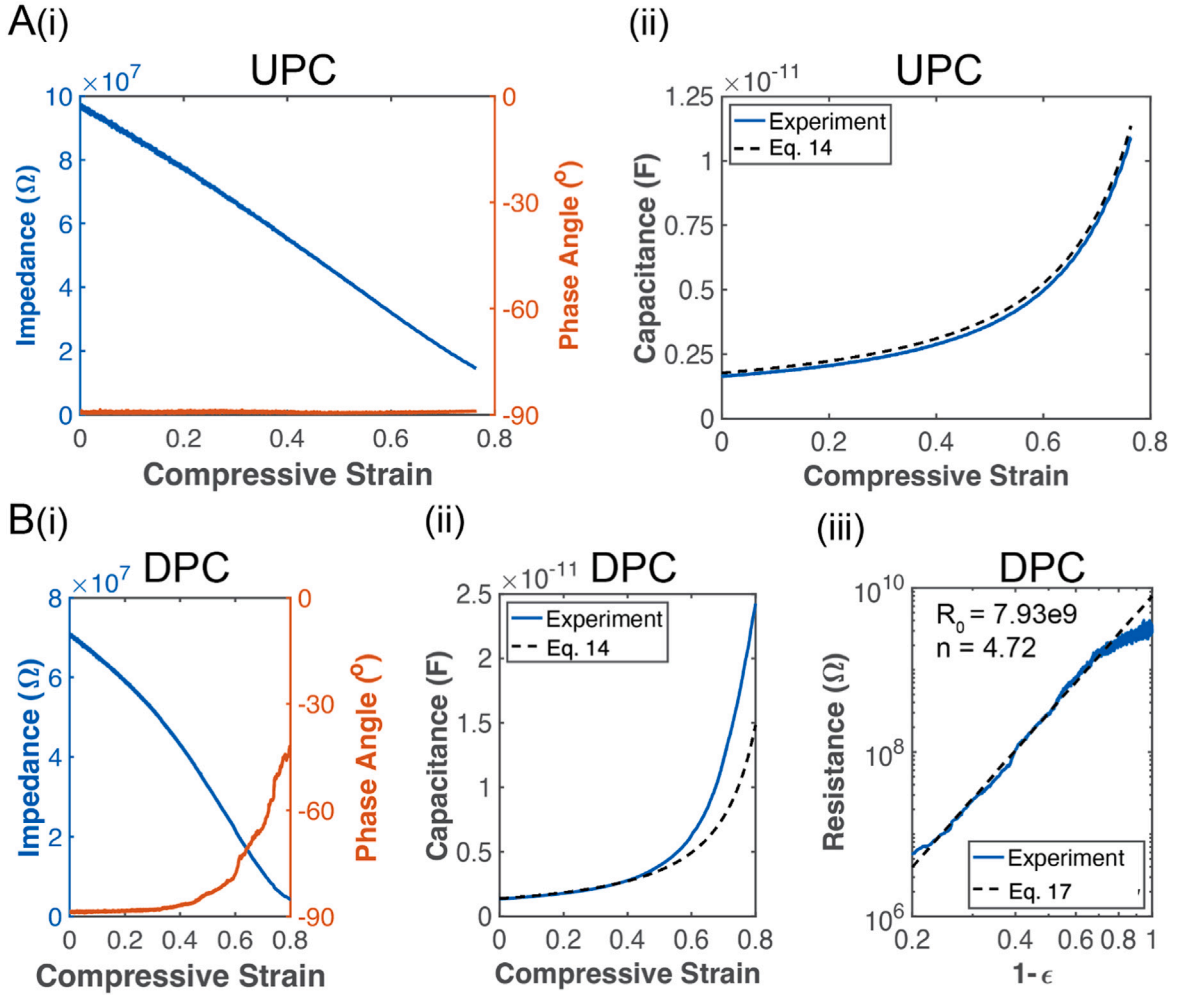 A(i)
UPC
×10⁷
10
8
6
4
2
0
Impedance (Ω)
0
-30
-60
-90
Phase Angle (º)
0 0.2 0.4 0.6 0.8
Compressive Strain
(ii)
UPC
×10⁻¹¹
1.25
1
0.75
0.5
0.25
0
Capacitance (F)
Experiment
Eq. 14
0 0.2 0.4 0.6 0.8
Compressive Strain
B(i)
DPC
×10⁷
8
6
4
2
0
Impedance (Ω)
0
-30
-60
-90
Phase Angle (º)
0 0.2 0.4 0.6 0.8
Compressive Strain
(ii)
DPC
×10⁻¹¹
2.5
2
1.5
1
0.5
0
Capacitance (F)
Experiment
Eq. 14
0 0.2 0.4 0.6 0.8
Compressive Strain
(iii)
DPC
10¹⁰
10⁸
10⁶
Resistance (Ω)
R₀ = 7.93e9
n = 4.72
Experiment
Eq. 17
0.2 0.4 0.6 0.8 1
1-ϵ